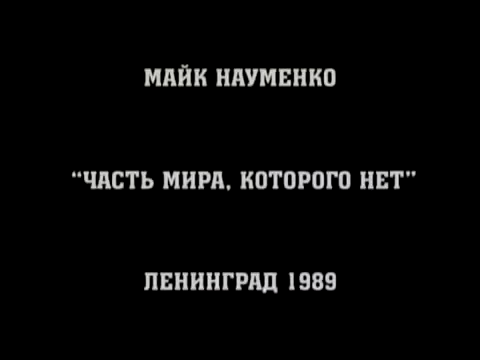 МАЙК НАУМЕНКО
“ЧАСТЬ МИРА, КОТОРОГО НЕТ”
ЛЕНИНГРАД 1989